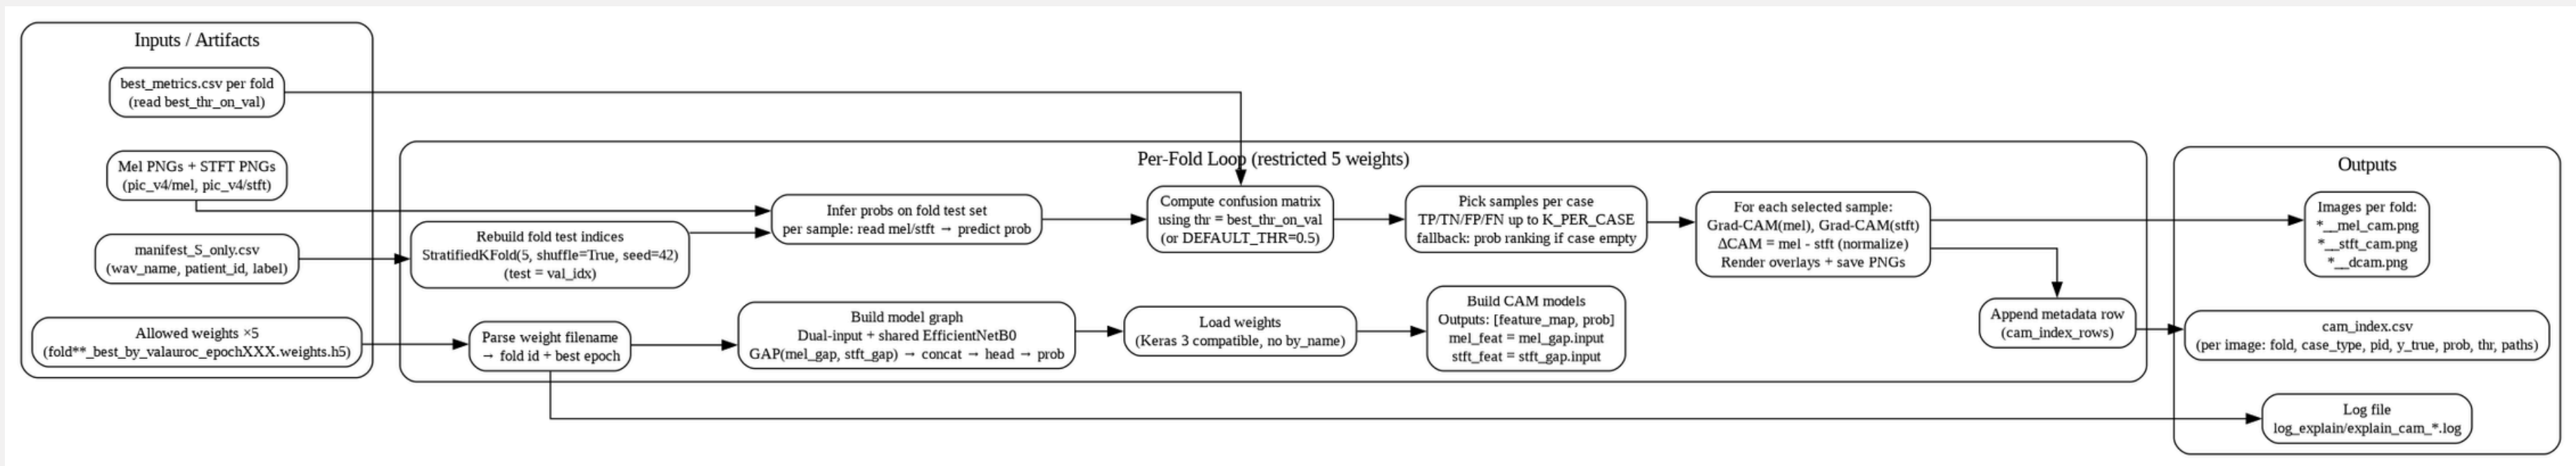 Inputs / Artifacts
best_metrics.csv per fold
(read best_thr_on_val)
Mel PNGs + STFT PNGs
(pic_v4/mel, pic_v4/stft)
manifest_S_only.csv
(wav_name, patient_id, label)
Allowed weights ×5
(fold**_best_by_valauroc_epochXXX.weights.h5)
Per-Fold Loop (restricted 5 weights)
Rebuild fold test indices
StratifiedKFold(5, shuffle=True, seed=42)
(test = val_idx)
Infer probs on fold test set
per sample: read mel/stft → predict prob
Compute confusion matrix
using thr = best_thr_on_val
(or DEFAULT_THR=0.5)
Pick samples per case
TP/TN/FP/FN up to K_PER_CASE
fallback: prob ranking if case empty
For each selected sample:
Grad-CAM(mel), Grad-CAM(stft)
ΔCAM = mel - stft (normalize)
Render overlays + save PNGs
Parse weight filename
→ fold id + best epoch
Build model graph
Dual-input + shared EfficientNetB0
GAP(mel_gap, stft_gap) → concat → head → prob
Load weights
(Keras 3 compatible, no by_name)
Build CAM models
Outputs: [feature_map, prob]
mel_feat = mel_gap.input
stft_feat = stft_gap.input
Append metadata row
(cam_index_rows)
Outputs
Images per fold:
*__mel_cam.png
*__stft_cam.png
*__dcam.png
cam_index.csv
(per image: fold, case_type, pid, y_true, prob, thr, paths)
Log file
log_explain/explain_cam_*.log